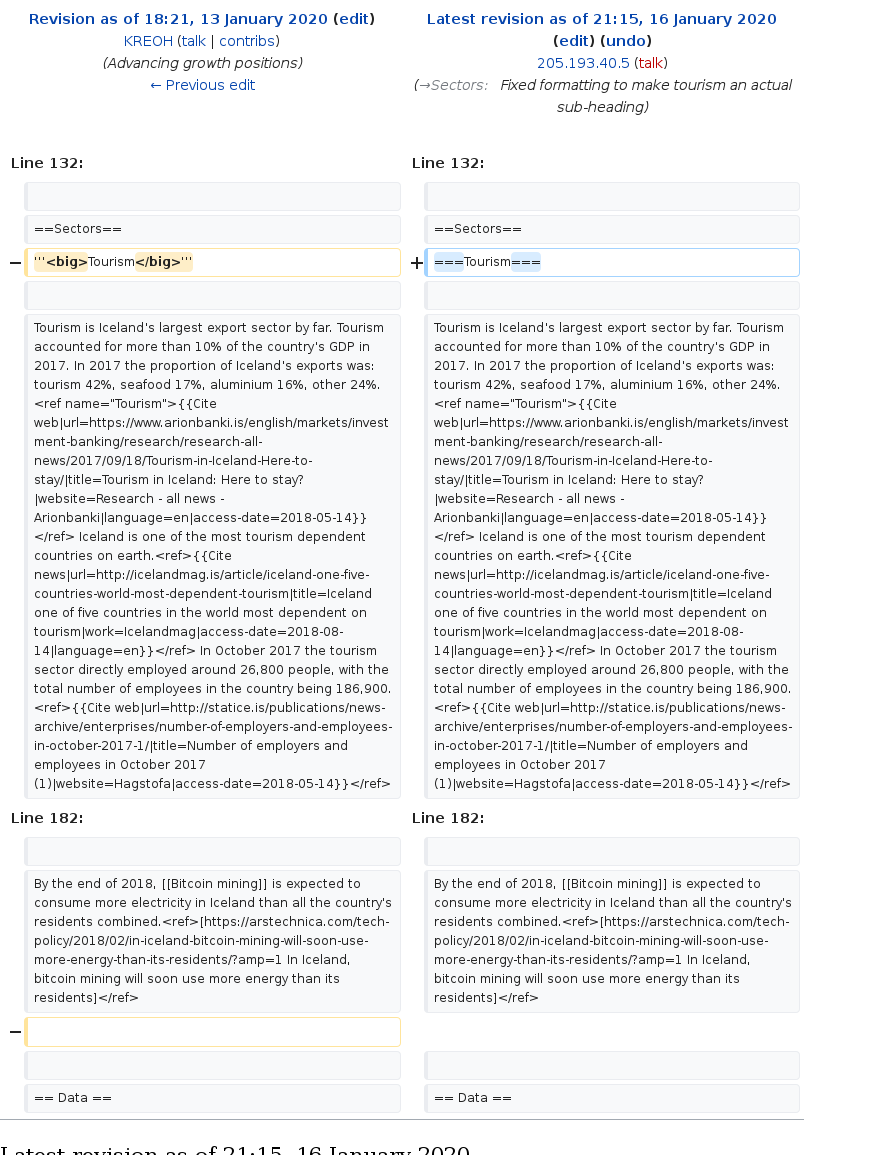 Revision as of 18:21, 13 January 2020 (edit)
KREOH (talk | contribs)
(Advancing growth positions)
← Previous edit
Latest revision as of 21:15, 16 January 2020
(edit) (undo)
205.193.40.5 (talk)
(→Sectors: Fixed formatting to make tourism an actual
sub-heading)
Line 132:
Line 132:
==Sectors==
==Sectors==
− '''<big>Tourism</big>'''
+ ===Tourism===
Tourism is Iceland's largest export sector by far. Tourism
accounted for more than 10% of the country's GDP in
2017. In 2017 the proportion of Iceland's exports was:
tourism 42%, seafood 17%, aluminium 16%, other 24%.
<ref name="Tourism">{{Cite
web|url=https://www.arionbanki.is/english/markets/invest
ment-banking/research/research-all-
news/2017/09/18/Tourism-in-Iceland-Here-to-
stay/|title=Tourism in Iceland: Here to stay?
|website=Research - all news -
Arionbanki|language=en|access-date=2018-05-14}}
</ref> Iceland is one of the most tourism dependent
countries on earth.<ref>{{Cite
news|url=http://icelandmag.is/article/iceland-one-five-
countries-world-most-dependent-tourism|title=Iceland
one of five countries in the world most dependent on
tourism|work=Icelandmag|access-date=2018-08-
14|language=en}}</ref> In October 2017 the tourism
sector directly employed around 26,800 people, with the
total number of employees in the country being 186,900.
<ref>{{Cite web|url=http://statice.is/publications/news-
archive/enterprises/number-of-employers-and-employees-
in-october-2017-1/|title=Number of employers and
employees in October 2017
(1)|website=Hagstofa|access-date=2018-05-14}}</ref>
Tourism is Iceland's largest export sector by far. Tourism
accounted for more than 10% of the country's GDP in
2017. In 2017 the proportion of Iceland's exports was:
tourism 42%, seafood 17%, aluminium 16%, other 24%.
<ref name="Tourism">{{Cite
web|url=https://www.arionbanki.is/english/markets/invest
ment-banking/research/research-all-
news/2017/09/18/Tourism-in-Iceland-Here-to-
stay/|title=Tourism in Iceland: Here to stay?
|website=Research - all news -
Arionbanki|language=en|access-date=2018-05-14}}
</ref> Iceland is one of the most tourism dependent
countries on earth.<ref>{{Cite
news|url=http://icelandmag.is/article/iceland-one-five-
countries-world-most-dependent-tourism|title=Iceland
one of five countries in the world most dependent on
tourism|work=Icelandmag|access-date=2018-08-
14|language=en}}</ref> In October 2017 the tourism
sector directly employed around 26,800 people, with the
total number of employees in the country being 186,900.
<ref>{{Cite web|url=http://statice.is/publications/news-
archive/enterprises/number-of-employers-and-employees-
in-october-2017-1/|title=Number of employers and
employees in October 2017
(1)|website=Hagstofa|access-date=2018-05-14}}</ref>
Line 182:
Line 182:
By the end of 2018, [[Bitcoin mining]] is expected to
consume more electricity in Iceland than all the country's
residents combined.<ref>[https://arstechnica.com/tech-
policy/2018/02/in-iceland-bitcoin-mining-will-soon-use-
more-energy-than-its-residents/?amp=1 In Iceland,
bitcoin mining will soon use more energy than its
residents]</ref>
By the end of 2018, [[Bitcoin mining]] is expected to
consume more electricity in Iceland than all the country's
residents combined.<ref>[https://arstechnica.com/tech-
policy/2018/02/in-iceland-bitcoin-mining-will-soon-use-
more-energy-than-its-residents/?amp=1 In Iceland,
bitcoin mining will soon use more energy than its
residents]</ref>
−
== Data ==
== Data ==
Latest revision as of 21:15, 16 January 2020